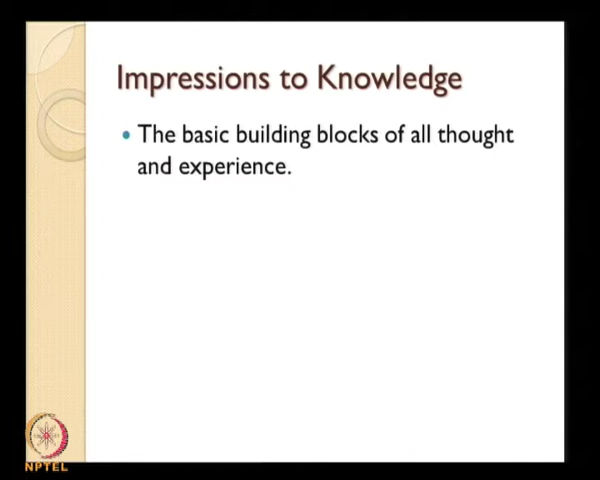 Impressions to Knowledge
The basic building blocks of all thought
and experience.
NPTEL